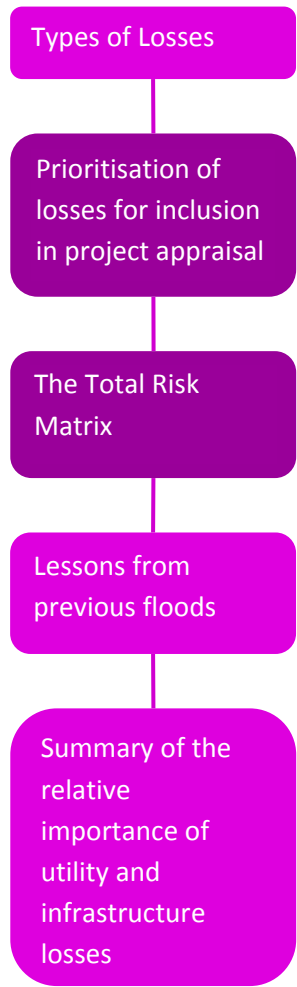 Types of Losses
Prioritisation of
losses for inclusion
in project appraisal
The Total Risk
Matrix
Lessons from
previous floods
Summary of the
relative
importance of
utility and
infrastructure
losses